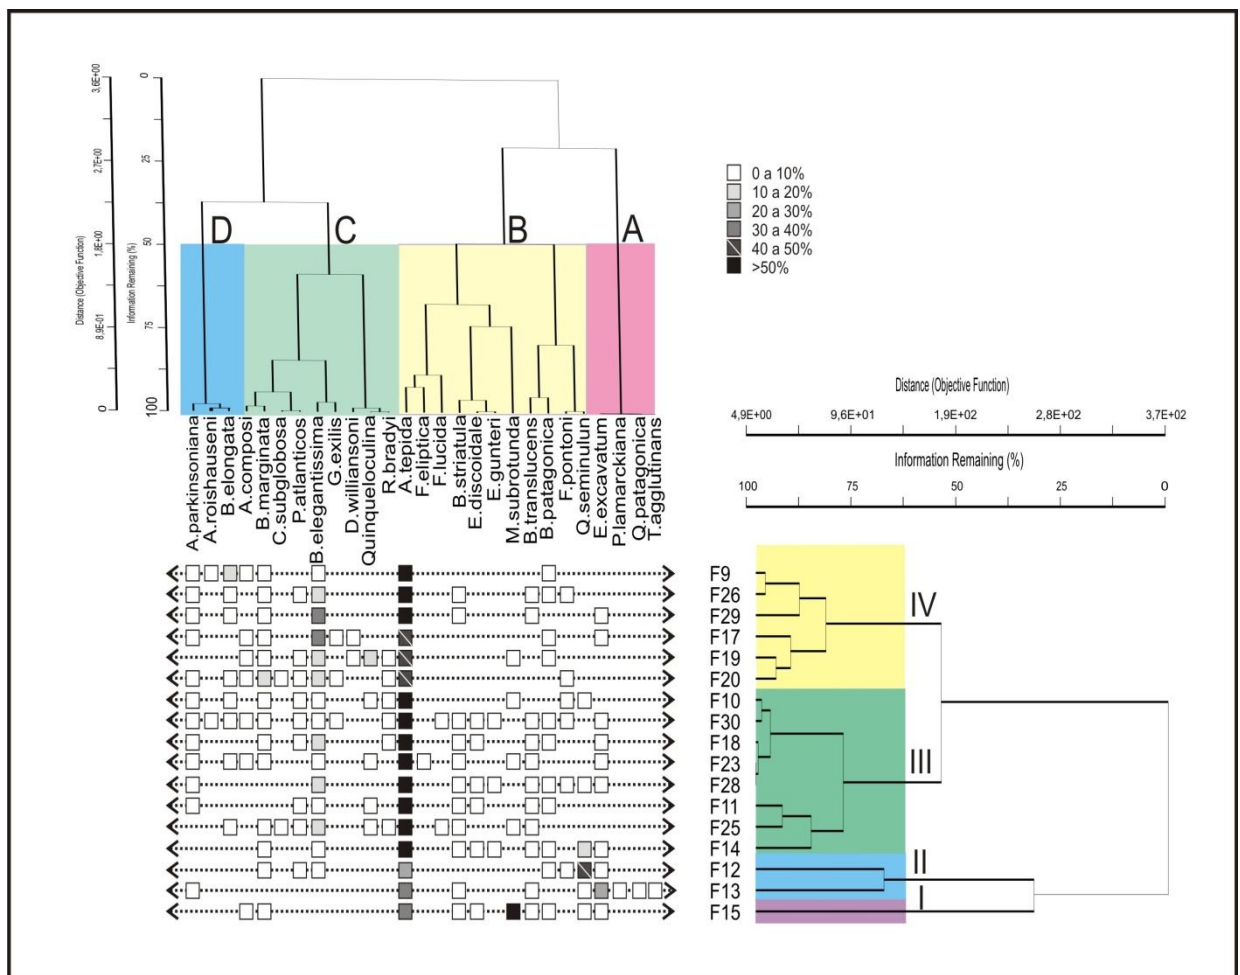 3,6E+00
2,7E+00
1,8E+00
8,9E-01
0
Distance (Objective Function)
0
25
50
75
100
Information Remaining (%)
D
C
B
A
0 a 10%
10 a 20%
20 a 30%
30 a 40%
40 a 50%
>50%
A.parkinsoniana
A.roishauseni
B.elongata
A.composi
B.marginata
C.subglobosa
P.atlanticos
B.elegantissima
G.exilis
D.williansoni
Quinqueloculina
R.bradyi
A.tepida
F.eliptica
F.lucida
B.striatula
E.discoidale
E.gunteri
M.subrotunda
B.translucens
B.patagonica
F.pontoni
Q.seminulun
E.excavatum
P.lamarckiana
Q.patagonica
T.agglutinans
Distance (Objective Function)
4,9E+00 9,6E+01 1,9E+02 2,8E+02 3,7E+02
Information Remaining (%)
100 75 50 25 0
F9
F26
F29
F17
F19
F20
F10
F30
F18
F23
F28
F11
F25
F14
F12
F13
F15
IV
III
II
I